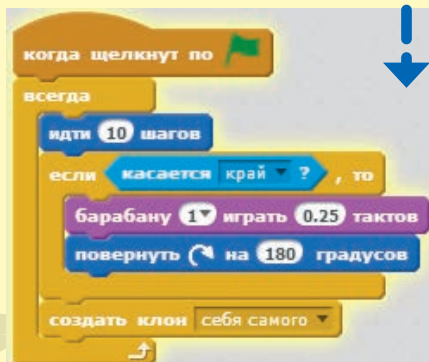 когда щелкнут по
всегда
идти 10 шагов
если касается край ? , то
барабану 1 играть 0.25 тактов
повернуть на 180 градусов
создать клон себя самого